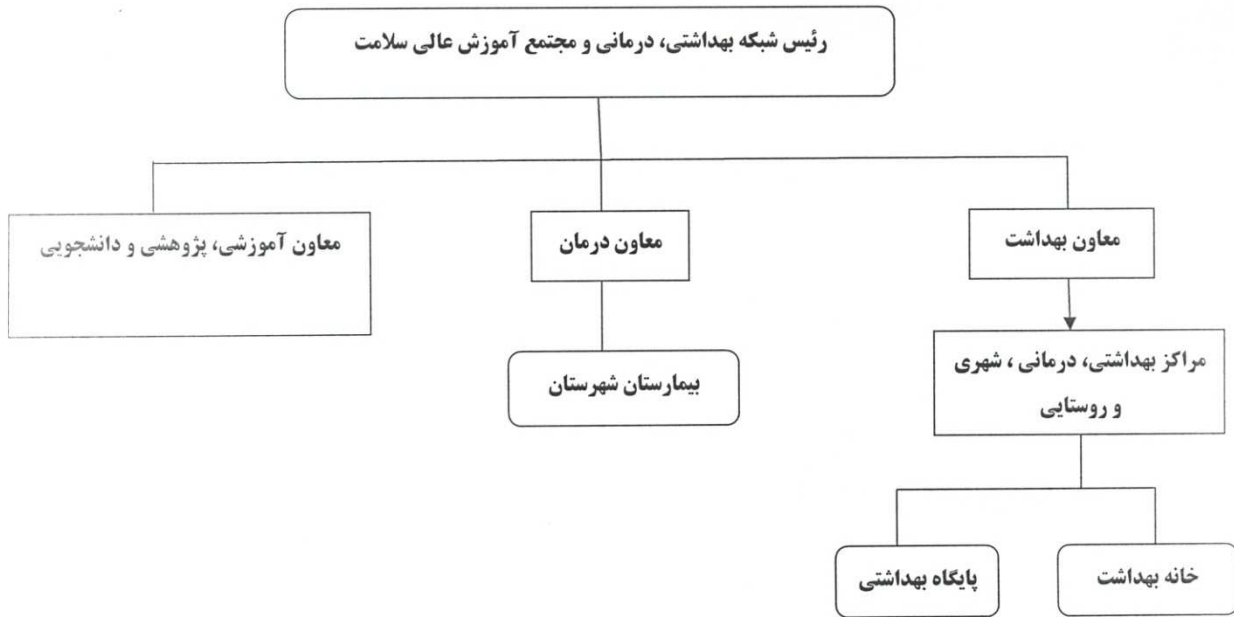 رئیس شبکه بهداشتی، درمانی و مجتمع آموزش عالی سلامت
معاون بهداشت
معاون درمان
معاون آموزشی، پژوهشی و دانشجویی
مراکز بهداشتی، درمانی ، شهری
و روستایی
بیمارستان شهرستان
خانه بهداشت
پایگاه بهداشتی